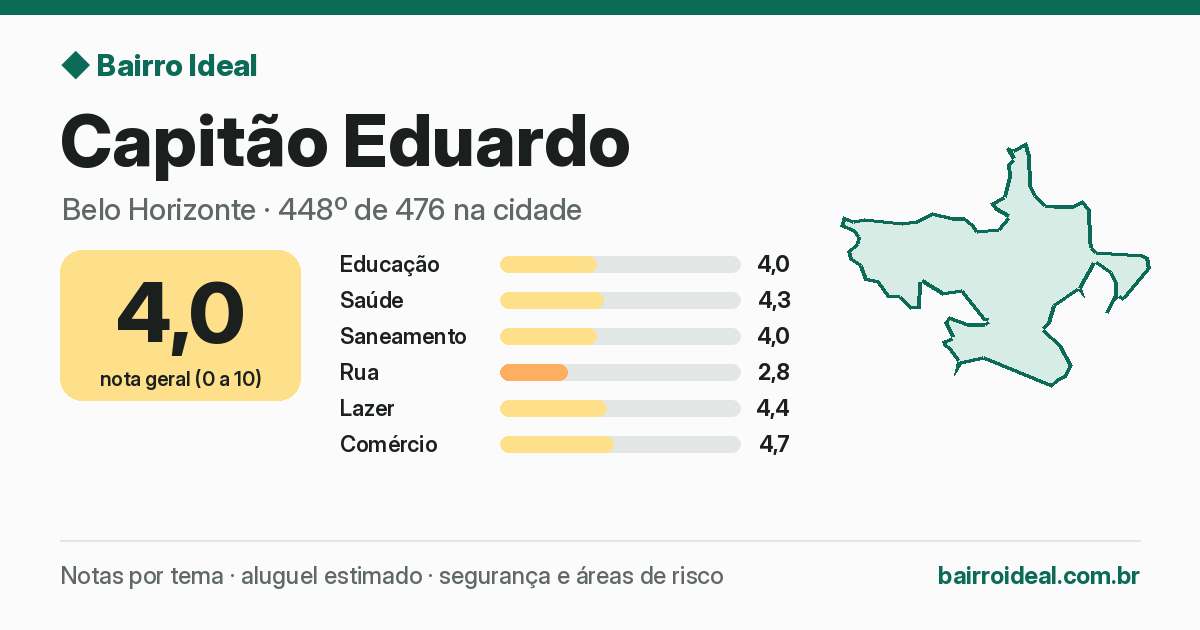 Bairro Ideal
Capitão Eduardo
Belo Horizonte · 448º de 476 na cidade
4,0
nota geral (0 a 10)
Educação 4,0
Saúde 4,3
Saneamento 4,0
Rua 2,8
Lazer 4,4
Comércio 4,7
Notas por tema · aluguel estimado · segurança e áreas de risco
bairroideal.com.br